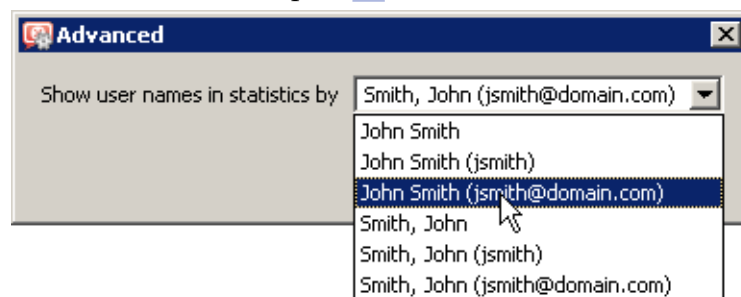 Advanced
Show user names in statistics by Smith, John (jsmith@domain.com)
John Smith
John Smith (jsmith)
John Smith (jsmith@domain.com)
Smith, John
Smith, John (jsmith)
Smith, John (jsmith@domain.com)